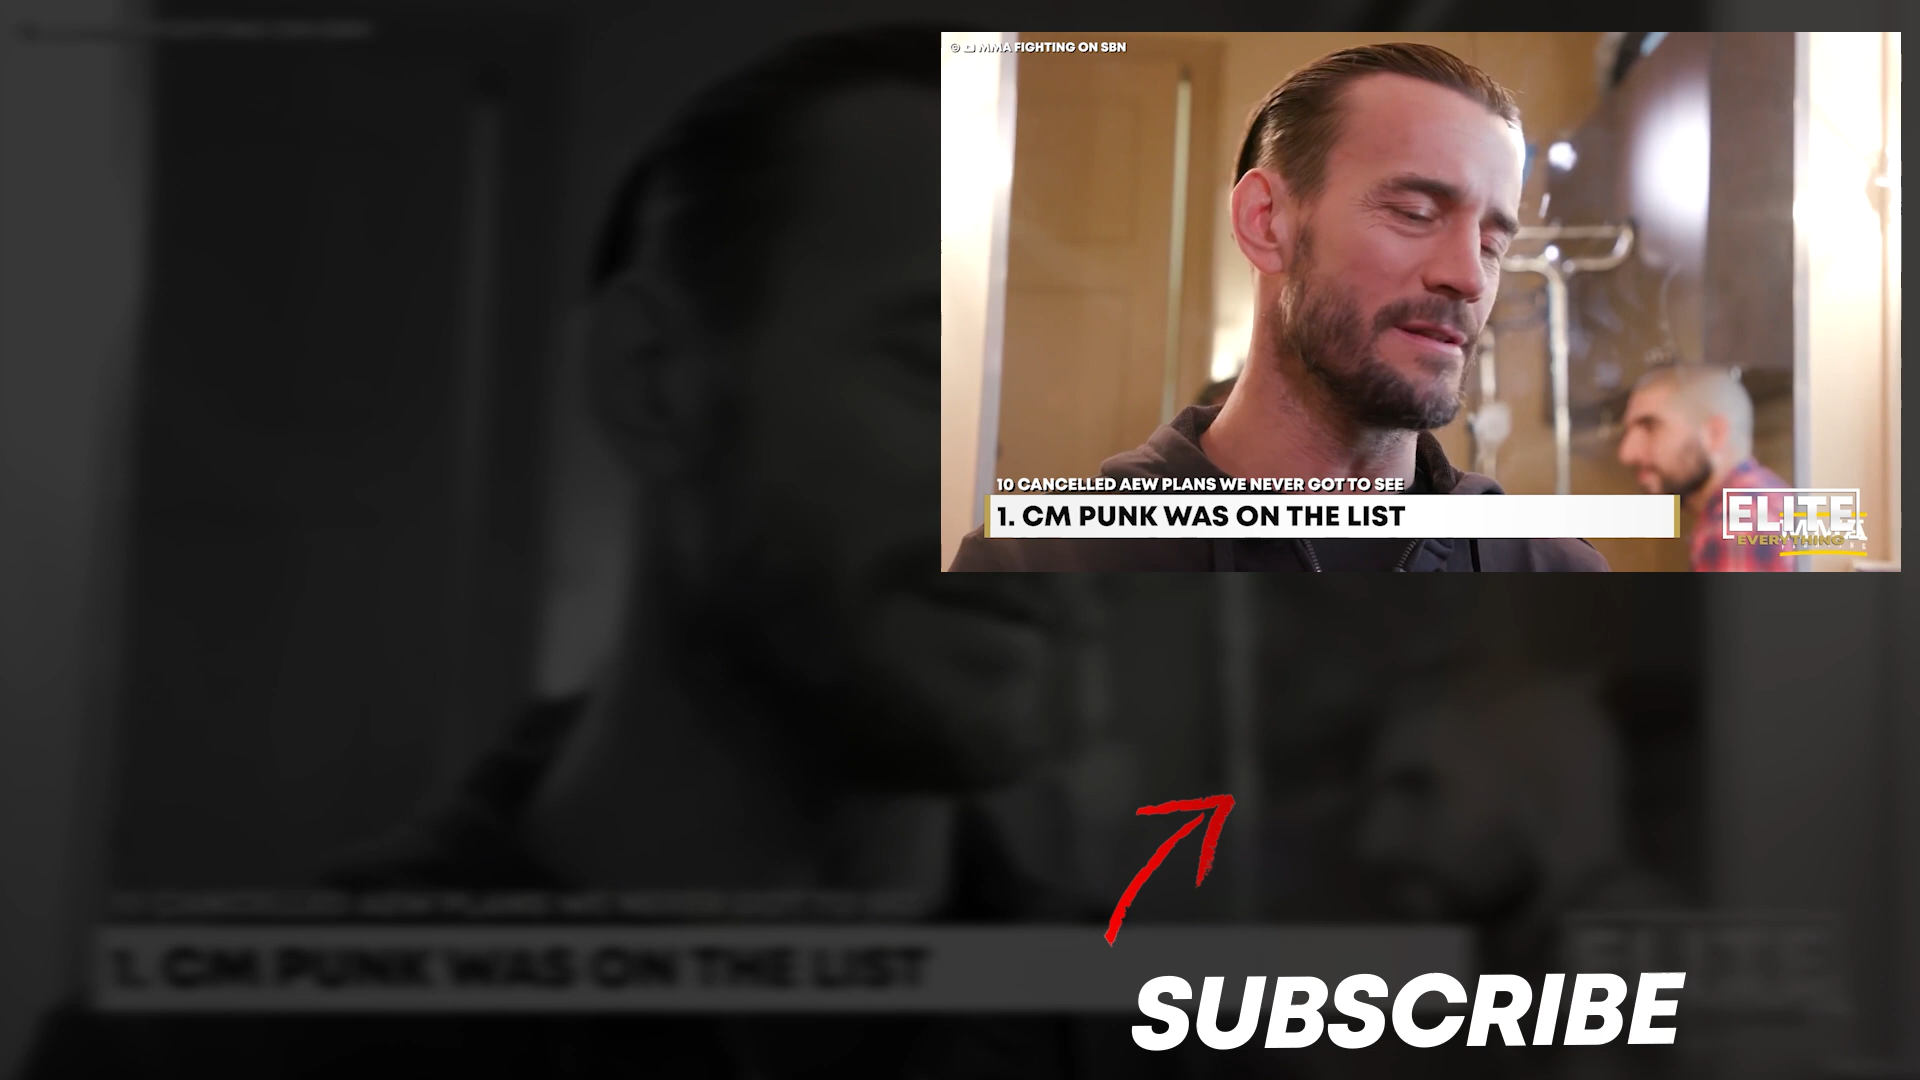 © MMA FIGHTING ON SBN
10 CANCELLED AEW PLANS WE NEVER GOT TO SEE
1. CM PUNK WAS ON THE LIST
ELITE
EVERYTHING
1. CM PUNK WAS ON THE LIST
SUBSCRIBE